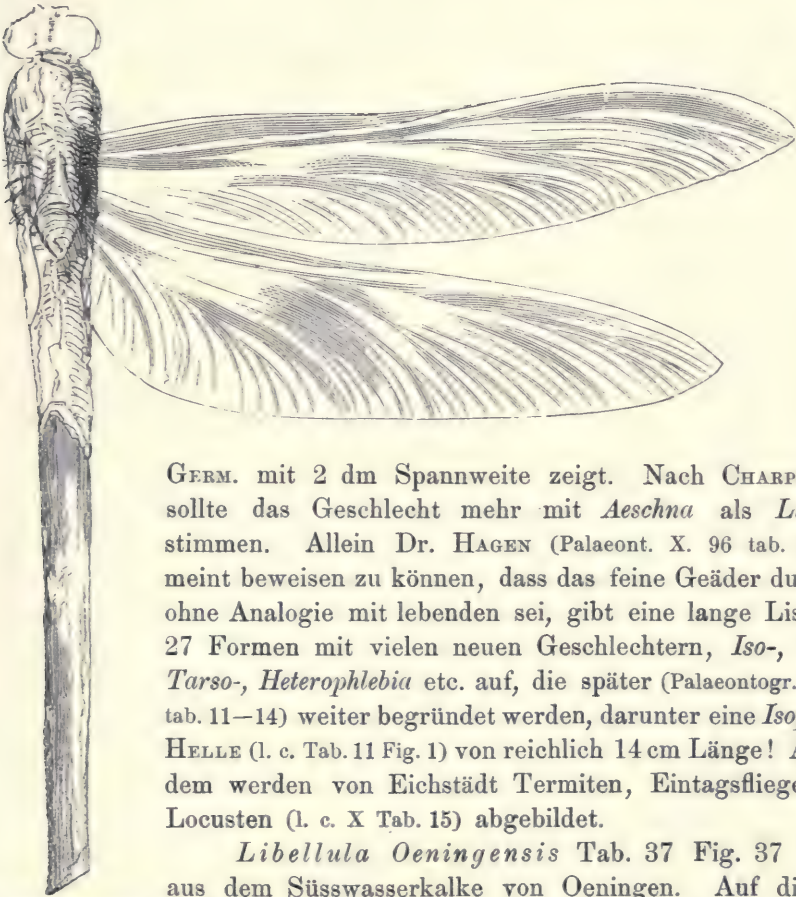 GERM. mit 2 dm Spannweite zeigt. Nach CHARP
sollte das Geschlecht mehr mit Aeschna als L
stimmen. Allein Dr. HAGEN (Palaeont. X. 96 tab.
meint beweisen zu können, dass das feine Geäder du
ohne Analogie mit lebenden sei, gibt eine lange Lis
27 Formen mit vielen neuen Geschlechtern, Iso-,
Tarso-, Heterophlebia etc. auf, die später (Palaeontogr.
tab. 11—14) weiter begründet werden, darunter eine Iso
HELLE (l. c. Tab. 11 Fig. 1) von reichlich 14 cm Länge! A
dem werden von Eichstädt Termiten, Eintagsfliege
Locusten (l. c. X Tab. 15) abgebildet.
Libellula Oeningensis Tab. 37 Fig. 37
aus dem Süsswasserkalke von Oeningen. Auf di